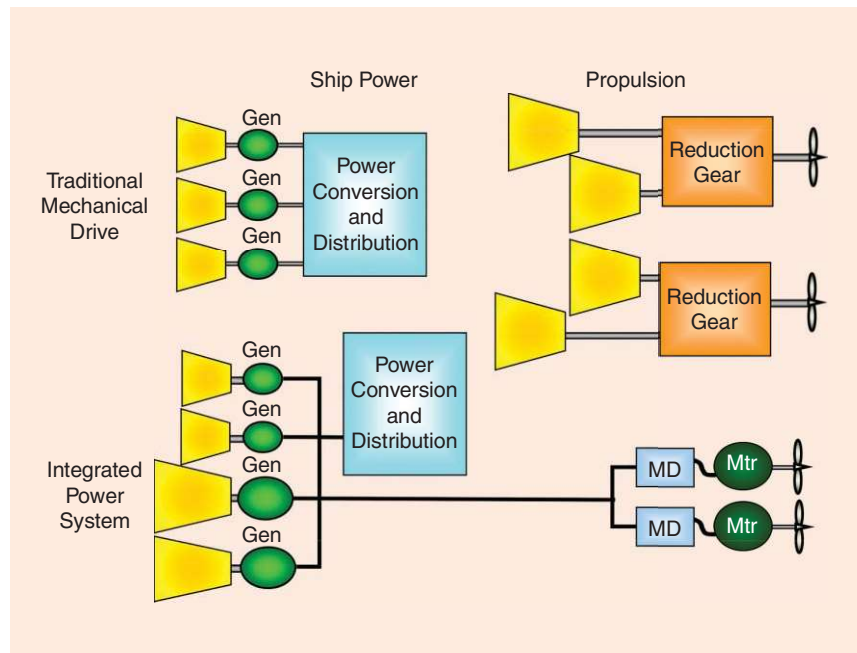 Ship Power
Propulsion
Traditional
Mechanical
Drive
Gen
Gen
Gen
Power
Conversion
and
Distribution
Reduction
Gear
Reduction
Gear
Integrated
Power
System
Gen
Gen
Gen
Gen
Power
Conversion
and
Distribution
MD
Mtr
MD
Mtr